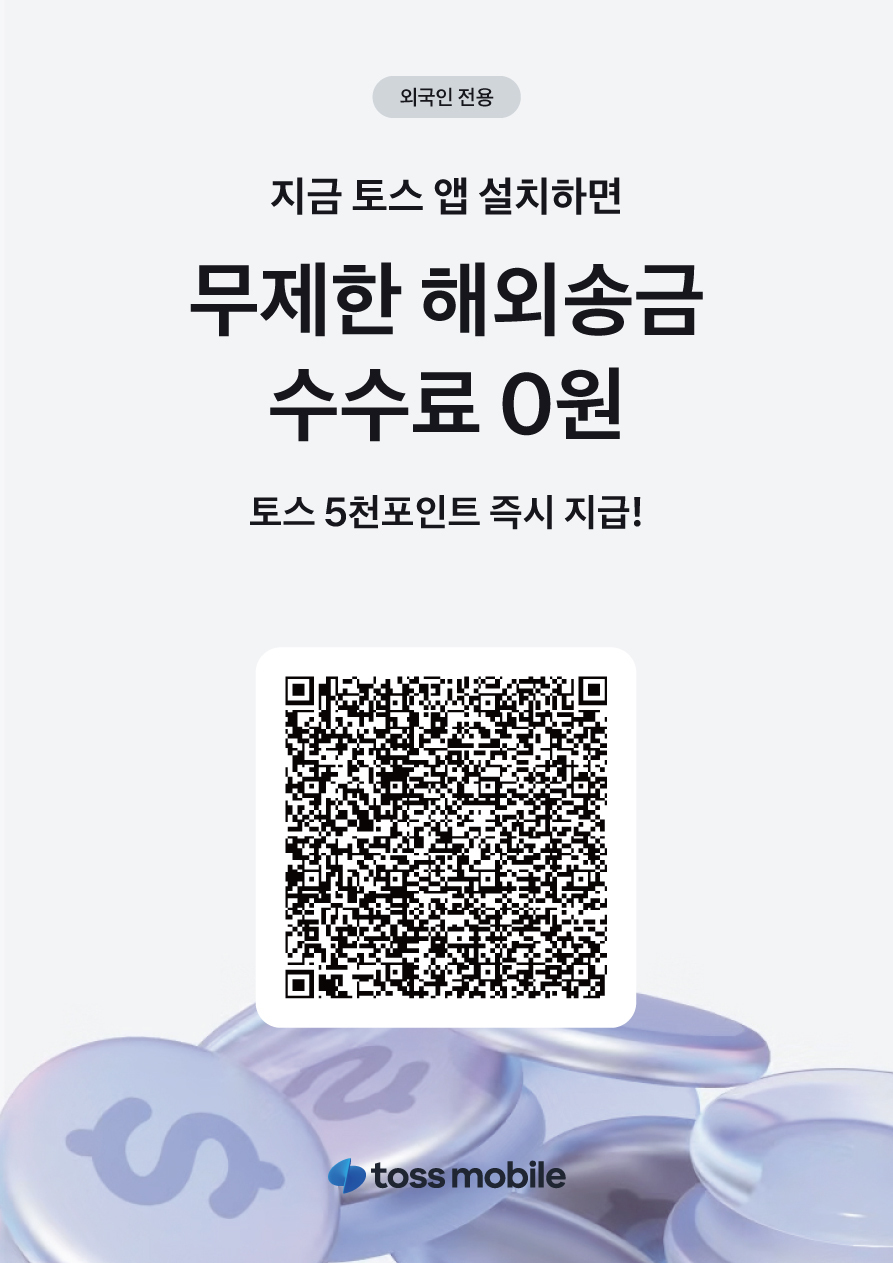 외국인 전용
지금 토스 앱 설치하면
무제한 해외송금
수수료 0원
토스 5천포인트 즉시 지급!
toss mobile